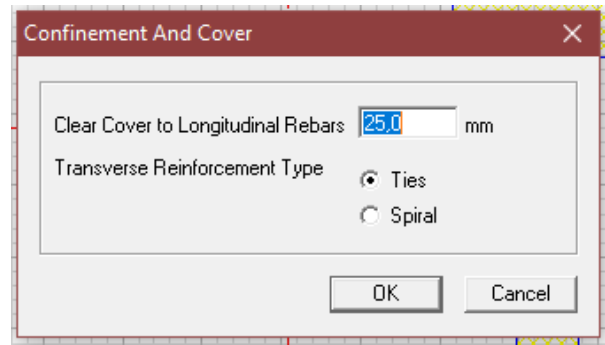 Confinement And Cover
Clear Cover to Longitudinal Rebars 25,0 mm
Transverse Reinforcement Type
Ties
Spiral
OK Cancel